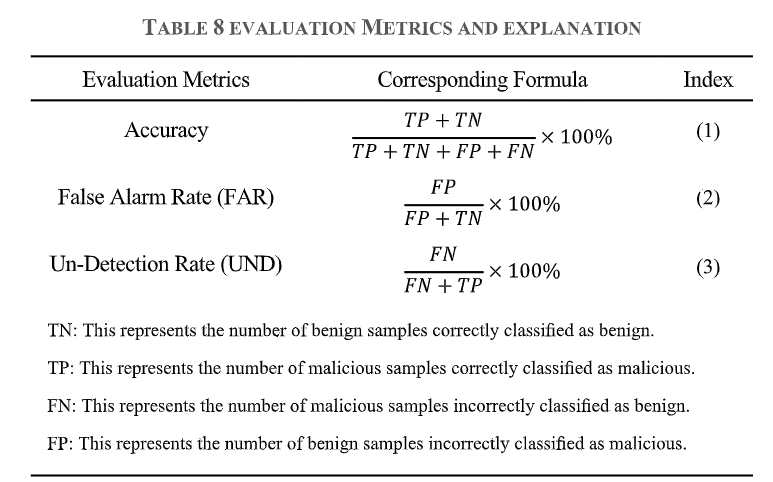 TABLE 8 EVALUATION METRICS AND EXPLANATION
Evaluation Metrics Corresponding Formula Index
Accuracy \frac{TP + TN}{TP + TN + FP + FN} × 100% (1)
False Alarm Rate (FAR) \frac{FP}{FP + TN} × 100% (2)
Un-Detection Rate (UND) \frac{FN}{FN + TP} × 100% (3)
TN: This represents the number of benign samples correctly classified as benign.
TP: This represents the number of malicious samples correctly classified as malicious.
FN: This represents the number of malicious samples incorrectly classified as benign.
FP: This represents the number of benign samples incorrectly classified as malicious.